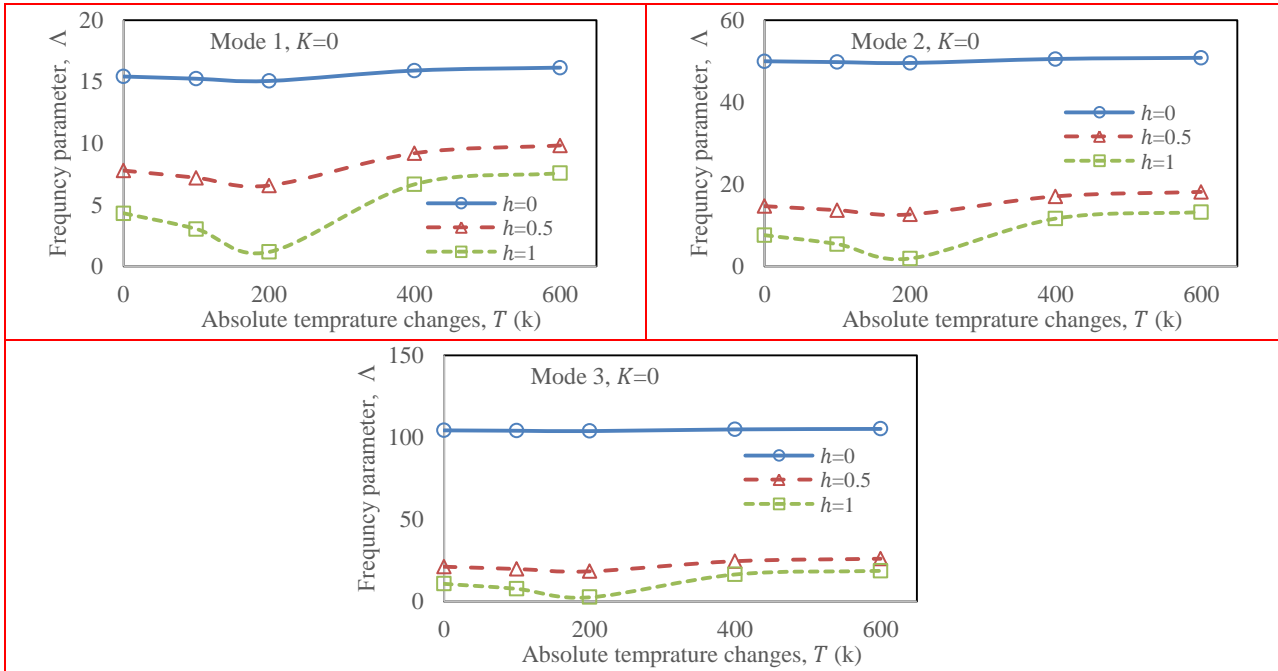 Mode 1, K=0
Frequncy parameter, Λ
20
15
10
5
0
h=0
h=0.5
h=1
0 200 400 600
Absolute temprature changes, T (k)
Mode 2, K=0
Frequncy parameter, Λ
60
40
20
0
h=0
h=0.5
h=1
0 200 400 600
Absolute temprature changes, T (k)
Mode 3, K=0
Frequncy parameter, Λ
150
100
50
0
h=0
h=0.5
h=1
0 200 400 600
Absolute temprature changes, T (k)